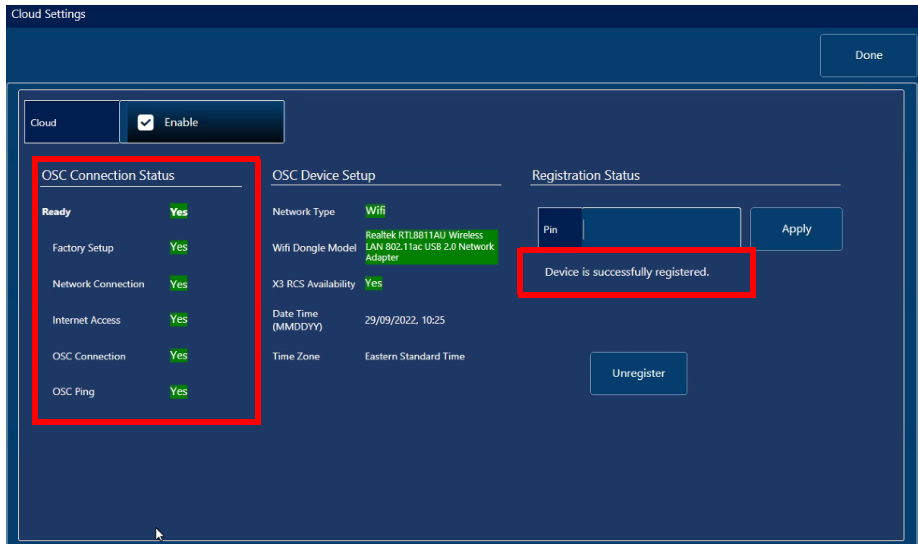 Cloud Settings
Done
Cloud
Enable
OSC Connection Status
Ready Yes
Factory Setup Yes
Network Connection Yes
Internet Access Yes
OSC Connection Yes
OSC Ping Yes
OSC Device Setup
Network Type Wifi
Wifi Dongle Model
Realtek RTL8811AU Wireless
LAN 802.11ac USB 2.0 Network
Adapter
X3 RCS Availability Yes
Date Time
(MMDDYY)
29/09/2022, 10:25
Time Zone Eastern Standard Time
Registration Status
Pin
Apply
Device is successfully registered.
Unregister